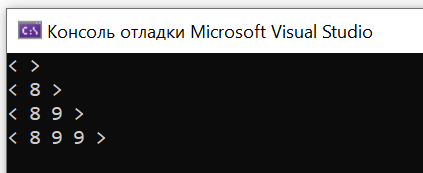 C:\ Консоль отладки Microsoft Visual Studio
< >
< 8 >
< 8 9 >
< 8 9 9 >